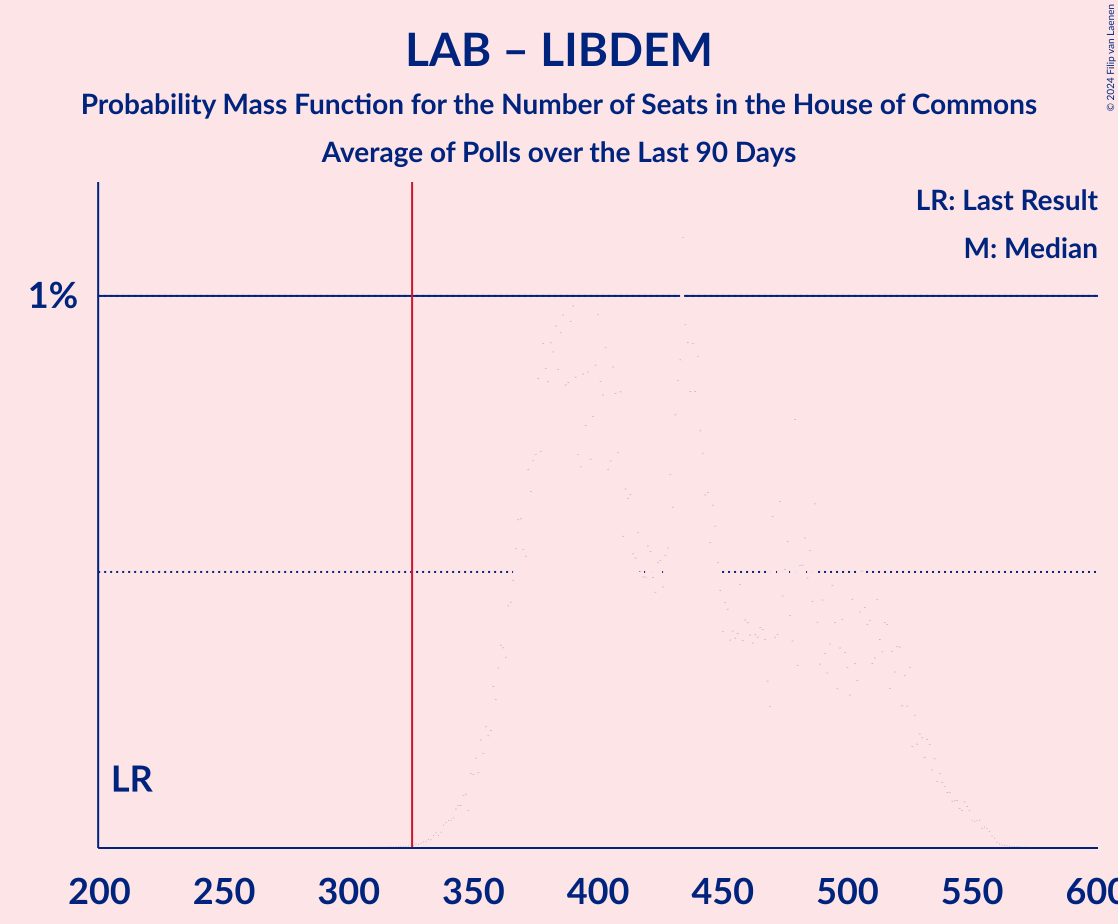 LAB – LIBDEM
Probability Mass Function for the Number of Seats in the House of Commons
Average of Polls over the Last 90 Days
© 2024 Filip van Laenen
LR: Last Result
M: Median
1%
LR
200 250 300 350 400 450 500 550 600